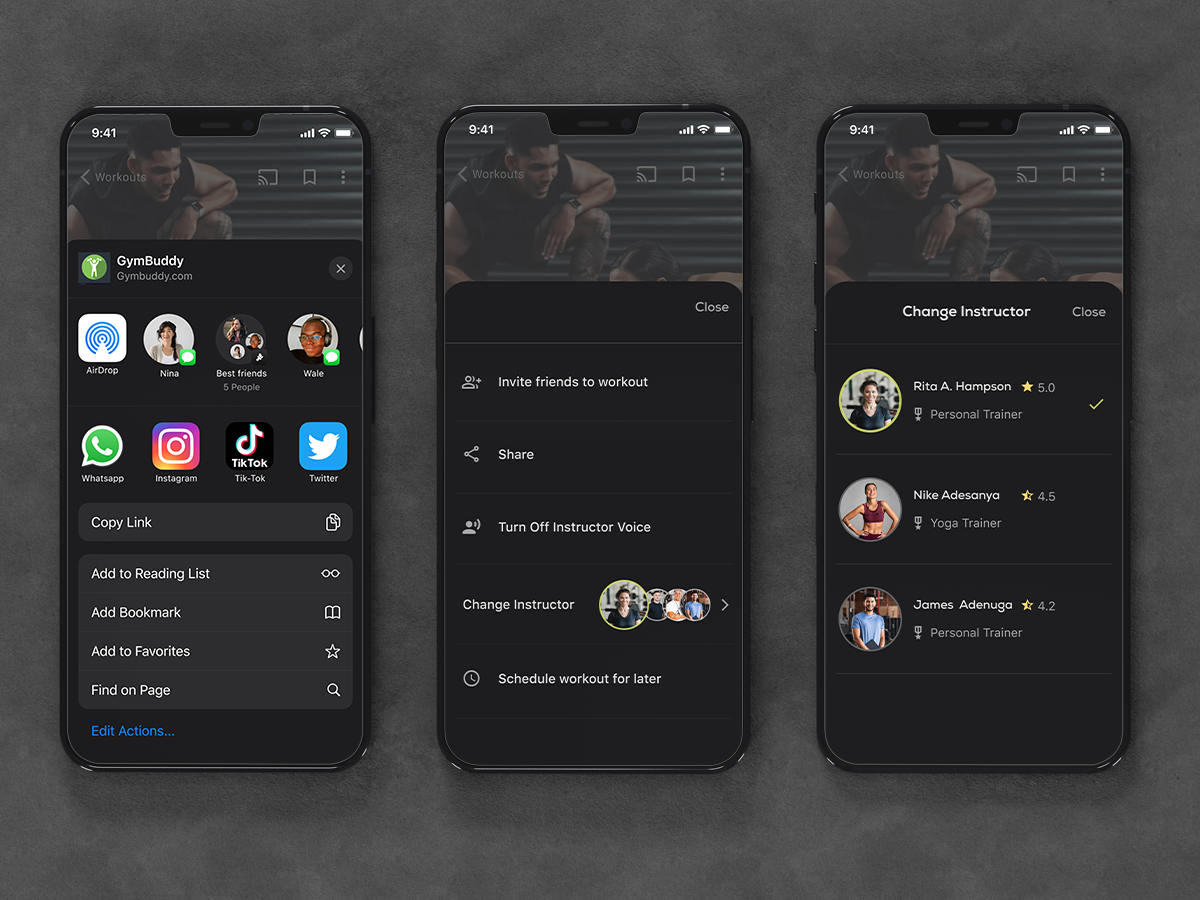 9:41
Workouts
GymBuddy
Gymbuddy.com
AirDrop
Nina
Best friends
5 People
Wale
TikTok
Whatsapp
Instagram
Tik-Tok
Twitter
Copy Link
Add to Reading List
Add Bookmark
Add to Favorites
Find on Page
Edit Actions...
9:41
Workouts
Close
Invite friends to workout
Share
Turn Off Instructor Voice
Change Instructor
Schedule workout for later
9:41
Workouts
Change Instructor
Close
Rita A. Hampson 5.0
Personal Trainer
Nike Adesanya 4.5
Yoga Trainer
James Adenuga 4.2
Personal Trainer